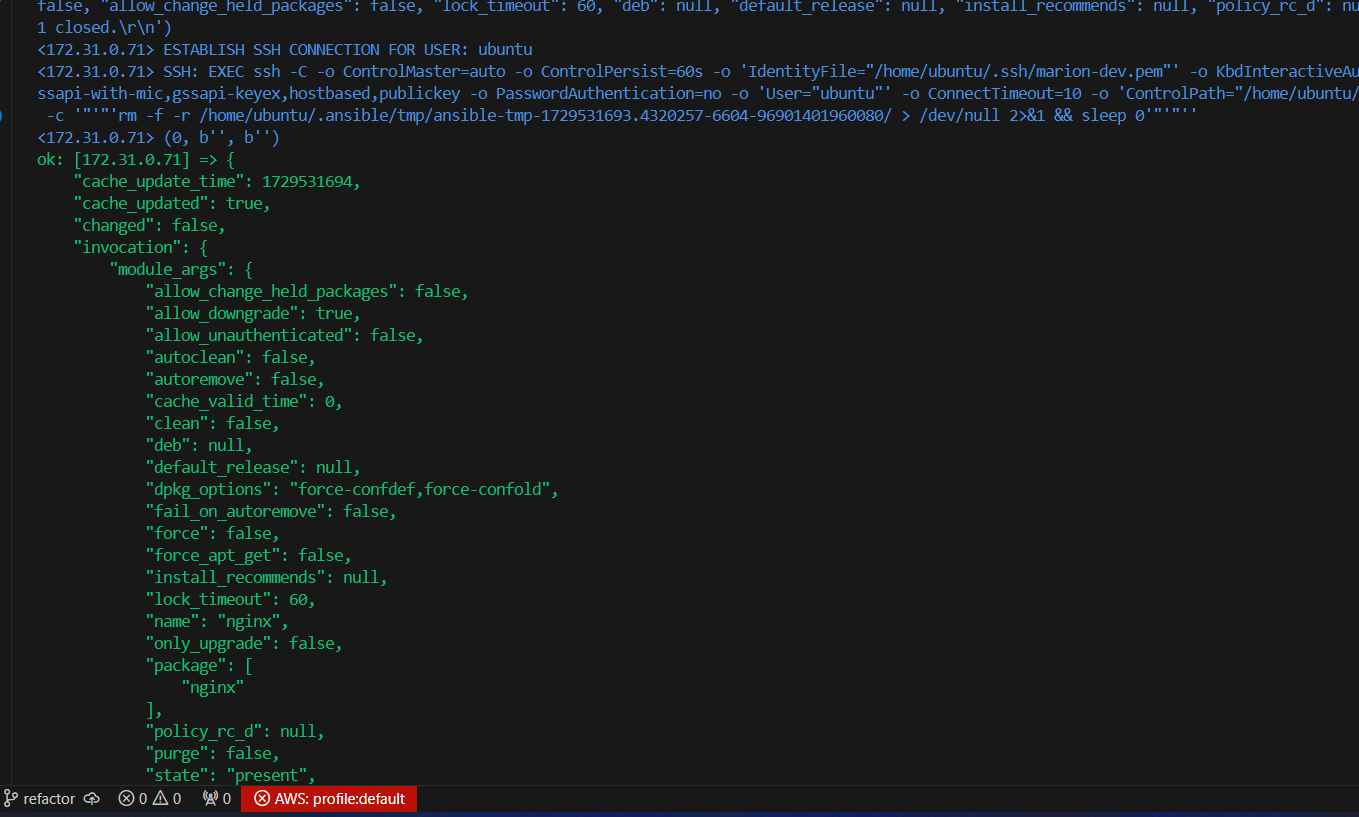 false, "allow_change_held_packages": false, "lock_timeout": 60, "deb": null, "default_release": null, "install_recommends": null, "policy_rc_d": nu
1 closed.\r\n')
<172.31.0.71> ESTABLISH SSH CONNECTION FOR USER: ubuntu
<172.31.0.71> SSH: EXEC ssh -C -o ControlMaster=auto -o ControlPersist=60s -o 'IdentityFile="/home/ubuntu/.ssh/marion-dev.pem"' -o KbdInteractiveAu
ssapi-with-mic,gssapi-keyex,hostbased,publickey -o PasswordAuthentication=no -o 'User="ubuntu"' -o ConnectTimeout=10 -o 'ControlPath="/home/ubuntu/
-c '"'"'rm -f -r /home/ubuntu/.ansible/tmp/ansible-tmp-1729531693.4320257-6604-96901401960080/ > /dev/null 2>&1 && sleep 0'"'"''
<172.31.0.71> (0, b'', b'')
ok: [172.31.0.71] => {
"cache_update_time": 1729531694,
"cache_updated": true,
"changed": false,
"invocation": {
"module_args": {
"allow_change_held_packages": false,
"allow_downgrade": true,
"allow_unauthenticated": false,
"autoclean": false,
"autoremove": false,
"cache_valid_time": 0,
"clean": false,
"deb": null,
"default_release": null,
"dpkg_options": "force-confdef,force-confold",
"fail_on_autoremove": false,
"force": false,
"force_apt_get": false,
"install_recommends": null,
"lock_timeout": 60,
"name": "nginx",
"only_upgrade": false,
"package": [
"nginx"
],
"policy_rc_d": null,
"purge": false,
"state": "present",
refactor 0 0 0 AWS: profile:default